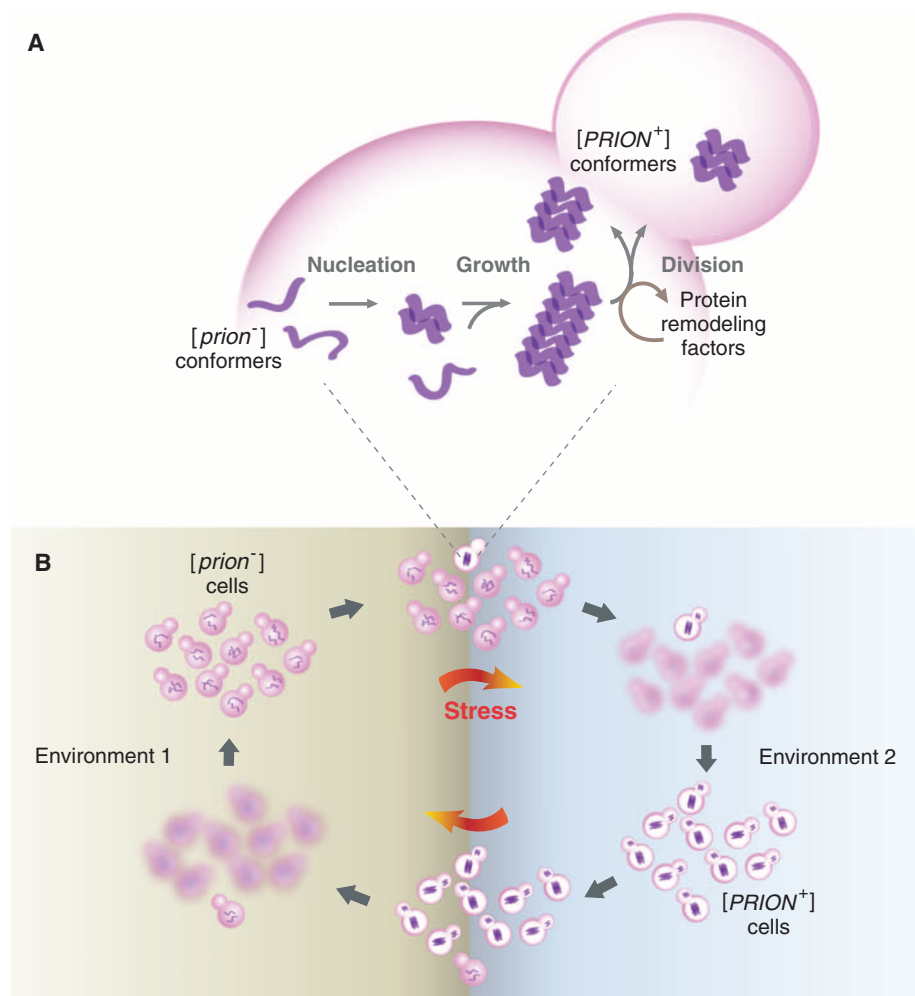 A
[PRION⁺]
conformers
Nucleation
Growth
Division
[prion⁻]
conformers
Protein
remodeling
factors
B
[prion⁻]
cells
Stress
Environment 1
Environment 2
[PRION⁺]
cells